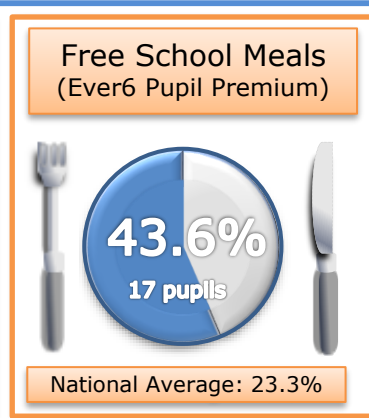 Free School Meals
(Ever6 Pupil Premium)
43.6%
17 pupils
National Average: 23.3%